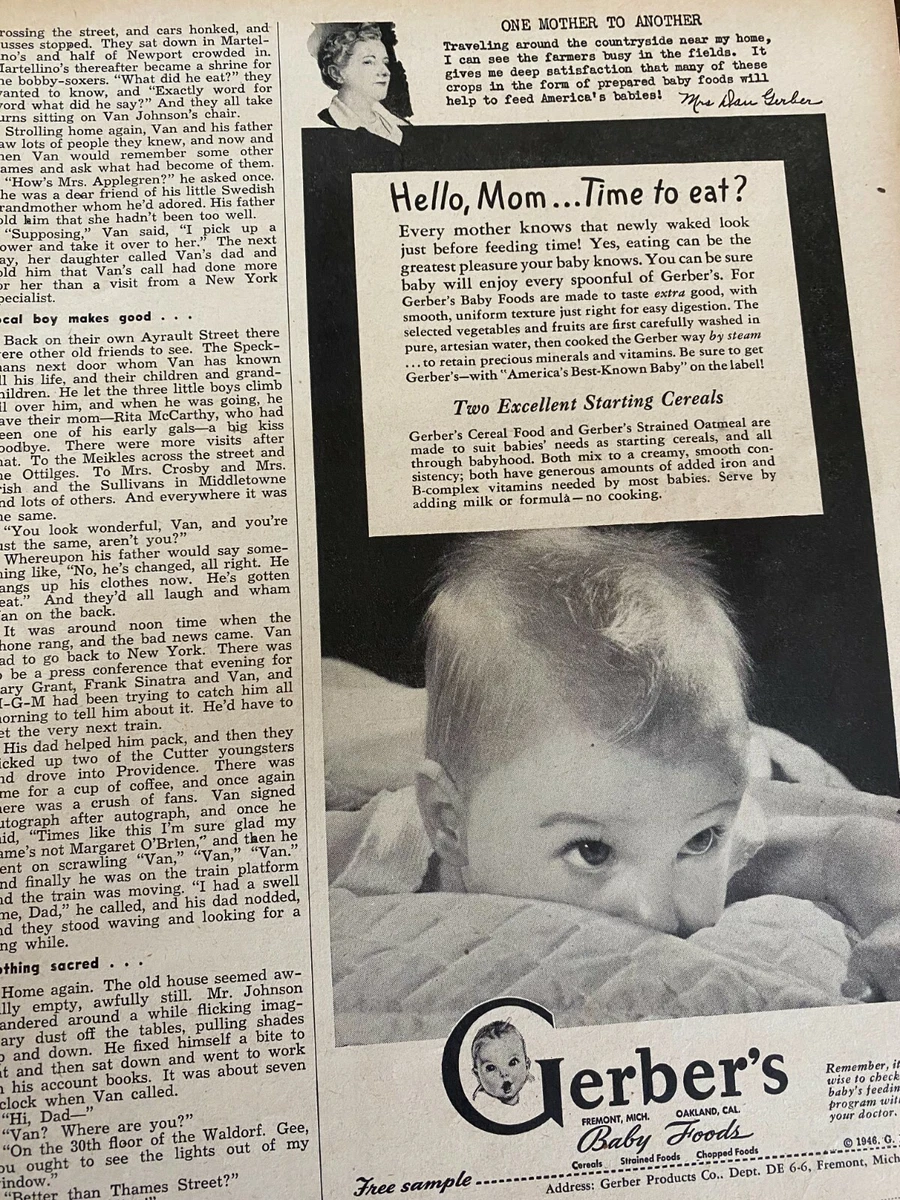 rossing the street, and cars honked, and
usses stopped. They sat down in Martel-
no's and half of Newport crowded in.
artellino's thereafter became a shrine for
he bobby-soxers. "What did he eat?" they
anted to know, and "Exactly word for
ord what did he say?" And they all take
urns sitting on Van Johnson's chair.
Strolling home again, Van and his father
aw lots of people they knew, and now and
hen Van would remember some other
ames and ask what had become of them.
"How's Mrs. Applegren?" he asked once.
he was a dear friend of his little Swedish
randmother whom he'd adored. His father
old him that she hadn't been too well.
"Supposing," Van said, "I pick up a
ower and take it over to her." The next
ay, her daughter called Van's dad and
old him that Van's call had done more
or her than a visit from a New York
pecialist.
ocal boy makes good . . .
Back on their own Ayrault Street there
ere other old friends to see. The Speck-
mans next door whom Van has known
ll his life, and their children and grand-
hildren. He let the three little boys climb
ll over him, and when he was going, he
ave their mom—Rita McCarthy, who had
een one of his early gals—a big kiss
oodbye. There were more visits after
hat. To the Meikles across the street and
he Ottilges. To Mrs. Crosby and Mrs.
rish and the Sullivans in Middletowne
nd lots of others. And everywhere it was
he same.
"You look wonderful, Van, and you're
ust the same, aren't you?"
Whereupon his father would say some-
hing like, "No, he's changed, all right. He
angs up his clothes now. He's gotten
eat." And they'd all laugh and wham
an on the back.
It was around noon time when the
hone rang, and the bad news came. Van
ad to go back to New York. There was
o be a press conference that evening for
ary Grant, Frank Sinatra and Van, and
M-G-M had been trying to catch him all
orning to tell him about it. He'd have to
et the very next train.
His dad helped him pack, and then they
icked up two of the Cutter youngsters
nd drove into Providence. There was
me for a cup of coffee, and once again
here was a crush of fans. Van signed
utograph after autograph, and once he
aid, "Times like this I'm sure glad my
ame's not Margaret O'Brien," and then he
ent on scrawling "Van," "Van," "Van."
nd finally he was on the train platform
nd the train was moving. "I had a swell
me, Dad," he called, and his dad nodded,
nd they stood waving and looking for a
ng while.
othing sacred . . .
Home again. The old house seemed aw-
lly empty, awfully still. Mr. Johnson
andered around a while flicking imag-
ary dust off the tables, pulling shades
p and down. He fixed himself a bite to
at and then sat down and went to work
n his account books. It was about seven
clock when Van called.
"Hi, Dad—"
"Van? Where are you?"
"On the 30th floor of the Waldorf. Gee,
ou ought to see the lights out of my
indow."
"Better than Thames Street?"
ONE MOTHER TO ANOTHER
Traveling around the countryside near my home,
I can see the farmers busy in the fields. It
gives me deep satisfaction that many of these
crops in the form of prepared baby foods will
help to feed America's babies! Mrs Dan Gerber
Hello, Mom...Time to eat?
Every mother knows that newly waked look
just before feeding time! Yes, eating can be the
greatest pleasure your baby knows. You can be sure
baby will enjoy every spoonful of Gerber's. For
Gerber's Baby Foods are made to taste extra good, with
smooth, uniform texture just right for easy digestion. The
selected vegetables and fruits are first carefully washed in
pure, artesian water, then cooked the Gerber way by steam
... to retain precious minerals and vitamins. Be sure to get
Gerber's—with "America's Best-Known Baby" on the label!
Two Excellent Starting Cereals
Gerber's Cereal Food and Gerber's Strained Oatmeal are
made to suit babies' needs as starting cereals, and all
through babyhood. Both mix to a creamy, smooth con-
sistency; both have generous amounts of added iron and
B-complex vitamins needed by most babies. Serve by
adding milk or formula—no cooking.
Gerber's
FREMONT, MICH. OAKLAND, CAL.
Baby Foods
Cereals Strained Foods Chopped Foods
Remember, it
wise to check
baby's feedin
program wit
your doctor.
© 1946, G.
Free sample
Address: Gerber Products Co., Dept. DE 6-6, Fremont, Mich